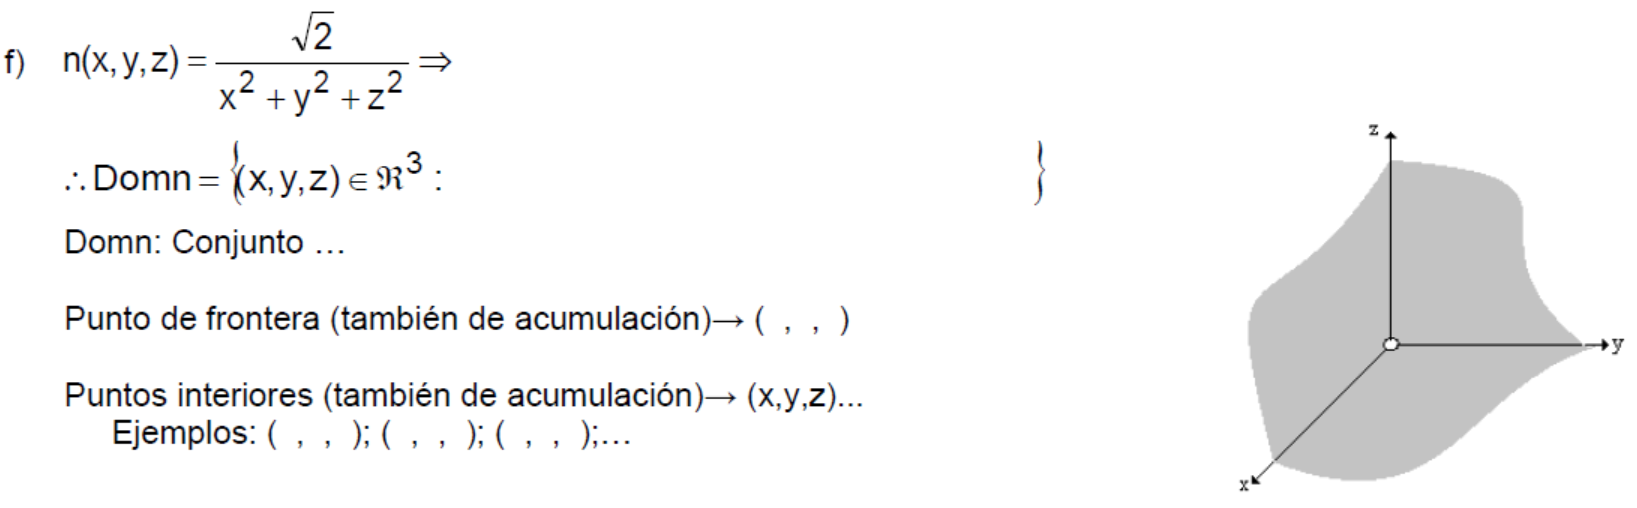 f) n(x, y, z) = √2 / (x² + y² + z²) ⇒
∴ Domn = {(x, y, z) ∈ ℜ³ : }
Domn: Conjunto ...
Punto de frontera (también de acumulación)→ ( , , )
Puntos interiores (también de acumulación)→ (x,y,z)...
Ejemplos: ( , , ); ( , , ); ( , , );...
z
y
x